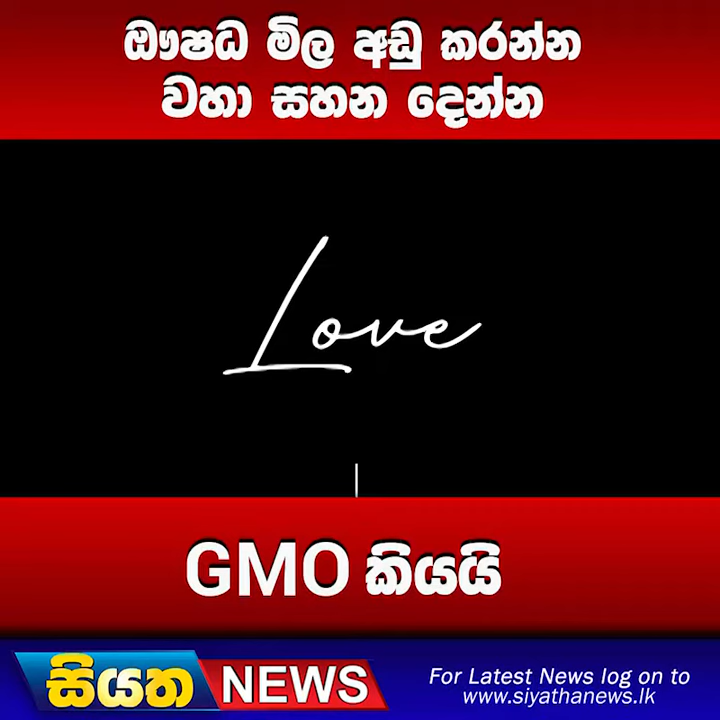 ඖෂධ මිල අඩු කරන්න
වහා සහන දෙන්න
Love
GMO කියයි
සියත NEWS
For Latest News log on to
www.siyathanews.lk